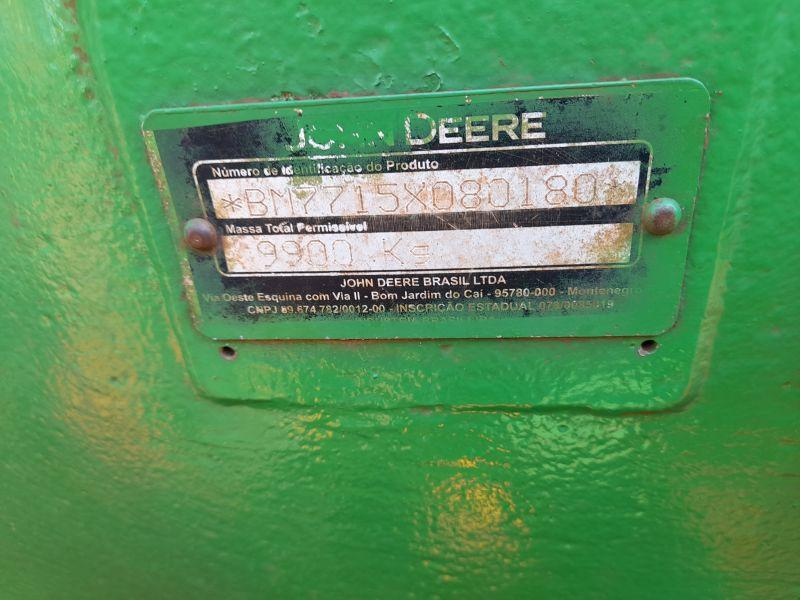 JOHN DEERE
Número de Identificação do Produto
*BM7715X080180*
Massa Total Permissível
9900 Kg
JOHN DEERE BRASIL LTDA
Via Oeste Esquina com Via II - Bom Jardim do Caí - 95780-000 - Montenegro
CNPJ 89.674.782/0012-00 - INSCRIÇÃO ESTADUAL 078/0085419